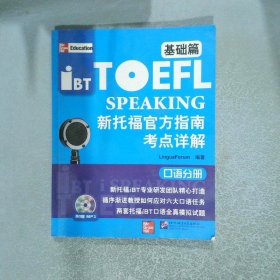 Education
基础篇
iBT TOEFL
SPEAKING
新托福官方指南
考点详解
LinguaForum 编著
口语分册
新托福iBT专业研发团队精心打造
循序渐进教授如何应对六大口语任务
两套托福iBT口语全真模拟试题